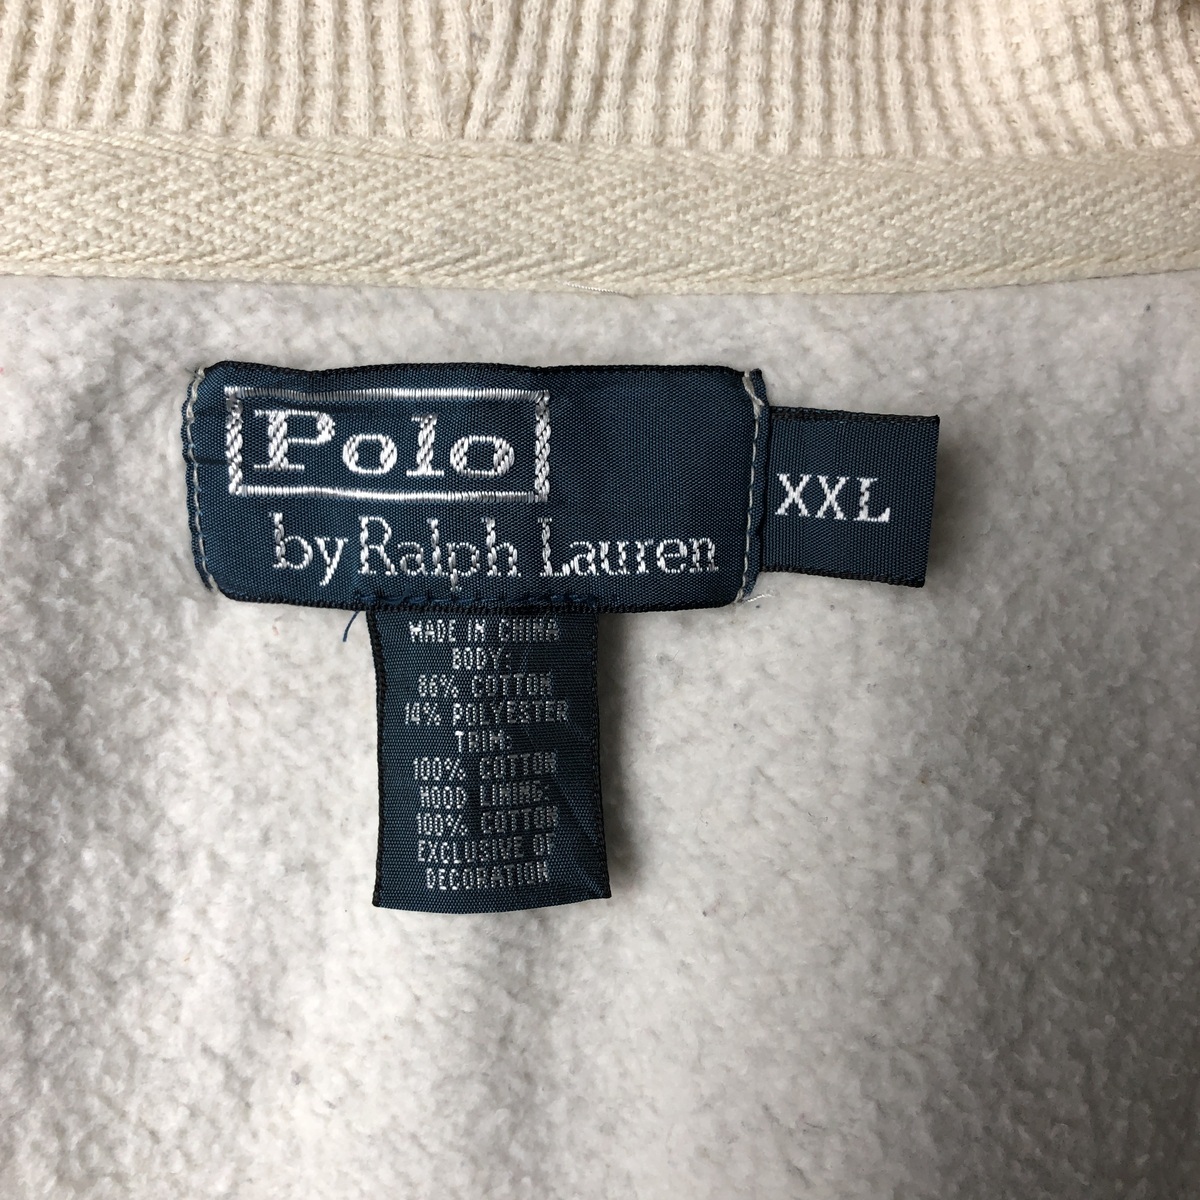 Polo
by Ralph Lauren
XXL
MADE IN CHINA
BODY:
86% COTTON
14% POLYESTER
TRIM:
100% COTTON
HOOD LINING:
100% COTTON
EXCLUSIVE OF
DECORATION